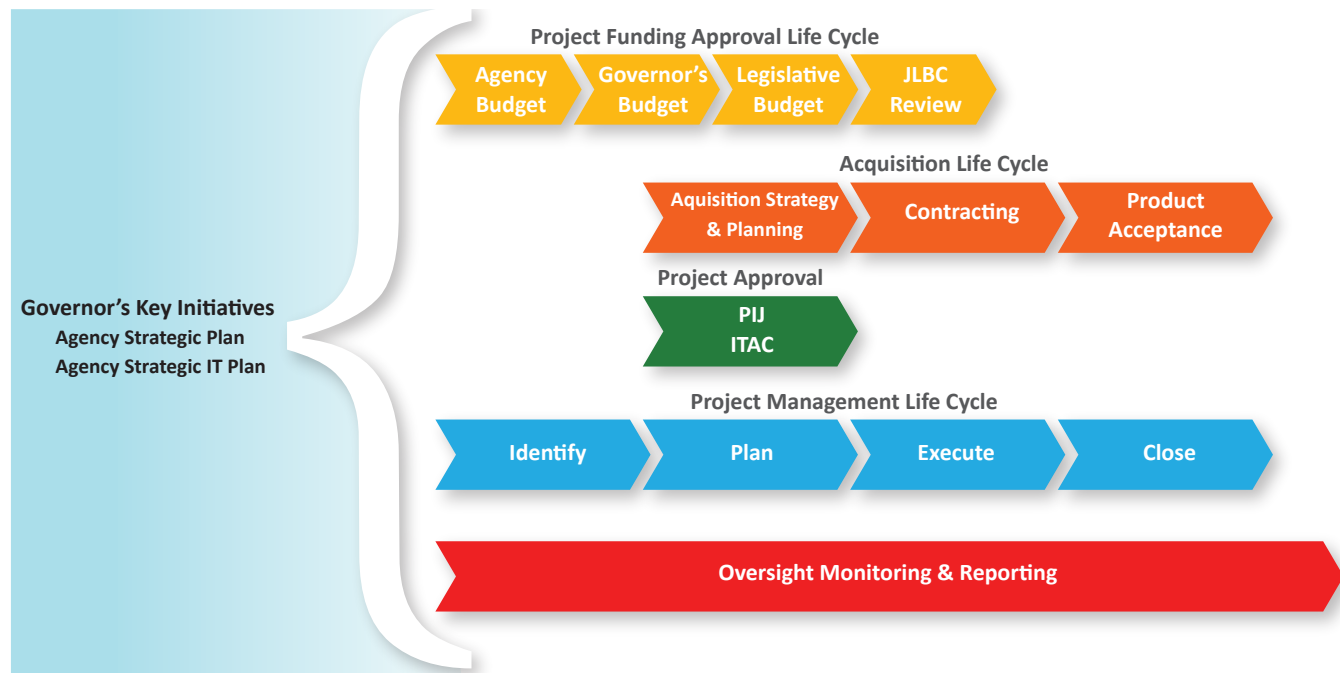 Project Funding Approval Life Cycle
Agency
Budget
Governor’s
Budget
Legislative
Budget
JLBC
Review
Acquisition Life Cycle
Aquisition Strategy
& Planning
Contracting
Product
Acceptance
Project Approval
PIJ
ITAC
Governor’s Key Initiatives
Agency Strategic Plan
Agency Strategic IT Plan
Project Management Life Cycle
Identify
Plan
Execute
Close
Oversight Monitoring & Reporting